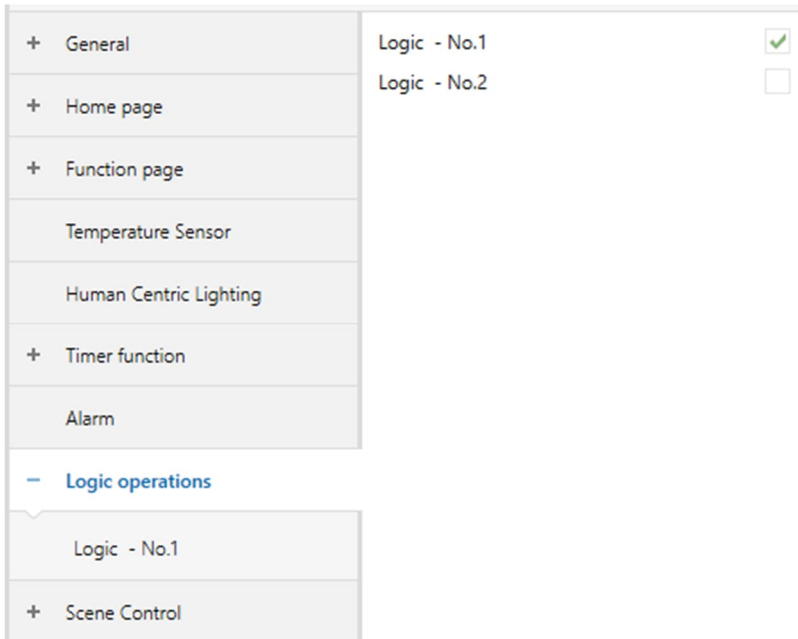 General
Home page
Function page
Temperature Sensor
Human Centric Lighting
Timer function
Alarm
Logic operations
Logic - No.1
Scene Control
Logic - No.1
Logic - No.2